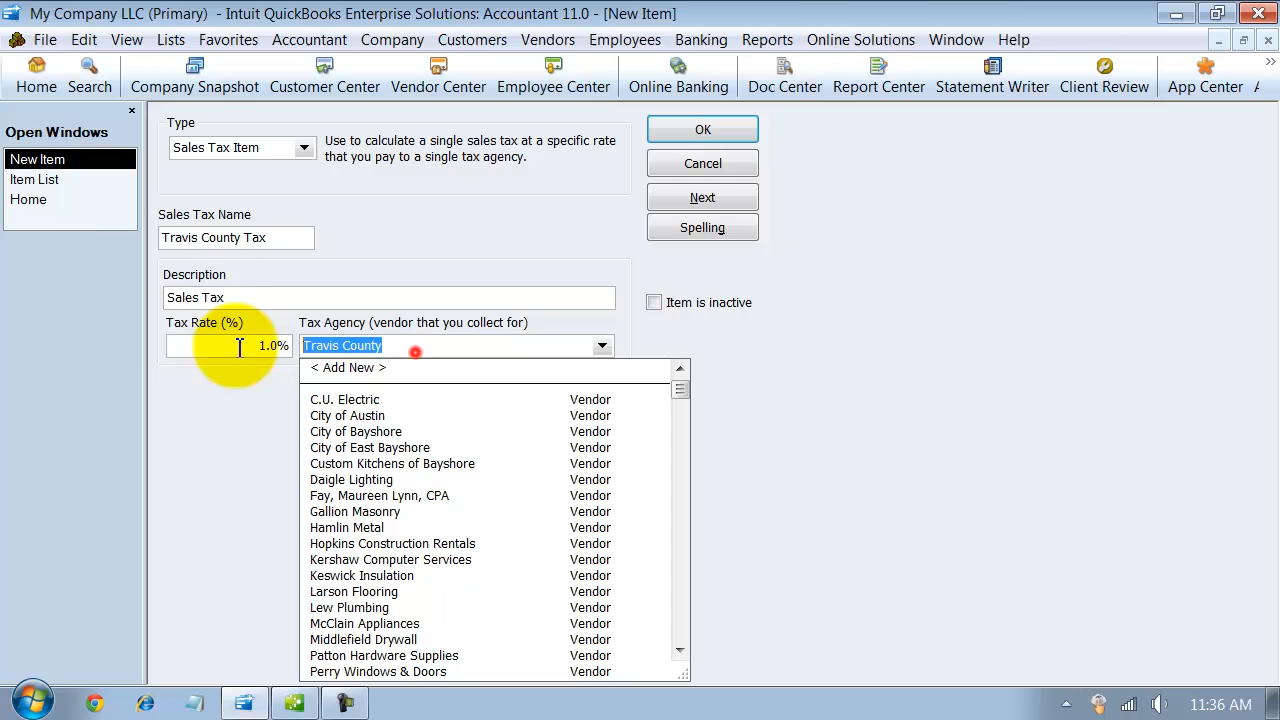 My Company LLC (Primary) - Intuit QuickBooks Enterprise Solutions: Accountant 11.0 - [New Item]
File Edit View Lists Favorites Accountant Company Customers Vendors Employees Banking Reports Online Solutions Window Help
Home Search Company Snapshot Customer Center Vendor Center Employee Center Online Banking Doc Center Report Center Statement Writer Client Review App Center
Open Windows
New Item
Item List
Home
Type
Sales Tax Item
Use to calculate a single sales tax at a specific rate
that you pay to a single tax agency.
OK
Cancel
Next
Spelling
Sales Tax Name
Travis County Tax
Description
Sales Tax
Item is inactive
Tax Rate (%) Tax Agency (vendor that you collect for)
1.0% Travis County
< Add New >
C.U. Electric Vendor
City of Austin Vendor
City of Bayshore Vendor
City of East Bayshore Vendor
Custom Kitchens of Bayshore Vendor
Daigle Lighting Vendor
Fay, Maureen Lynn, CPA Vendor
Gallion Masonry Vendor
Hamlin Metal Vendor
Hopkins Construction Rentals Vendor
Kershaw Computer Services Vendor
Keswick Insulation Vendor
Larson Flooring Vendor
Lew Plumbing Vendor
McClain Appliances Vendor
Middlefield Drywall Vendor
Patton Hardware Supplies Vendor
Perry Windows & Doors Vendor
11:36 AM